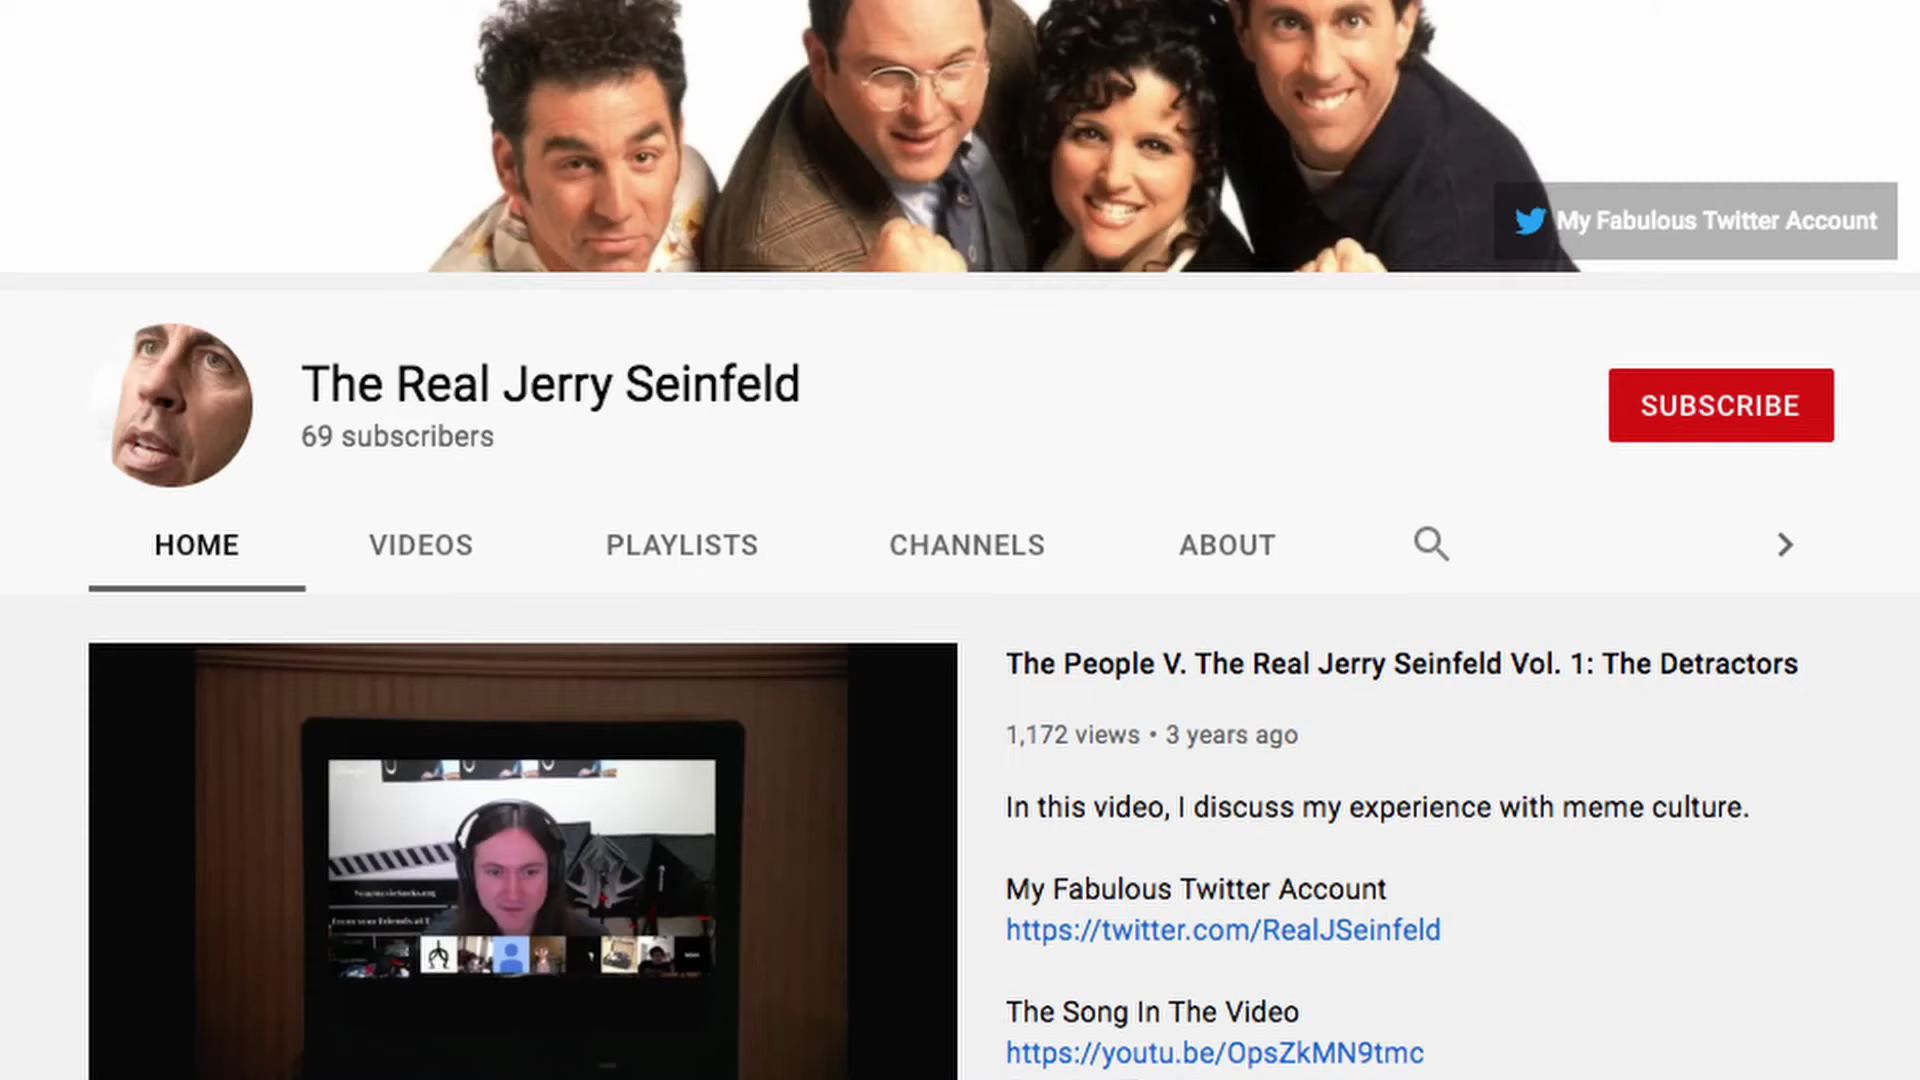 My Fabulous Twitter Account
The Real Jerry Seinfeld
69 subscribers
SUBSCRIBE
HOME
VIDEOS
PLAYLISTS
CHANNELS
ABOUT
The People V. The Real Jerry Seinfeld Vol. 1: The Detractors
1,172 views • 3 years ago
In this video, I discuss my experience with meme culture.
My Fabulous Twitter Account
https://twitter.com/RealJSeinfeld
The Song In The Video
https://youtu.be/OpsZkMN9tmc